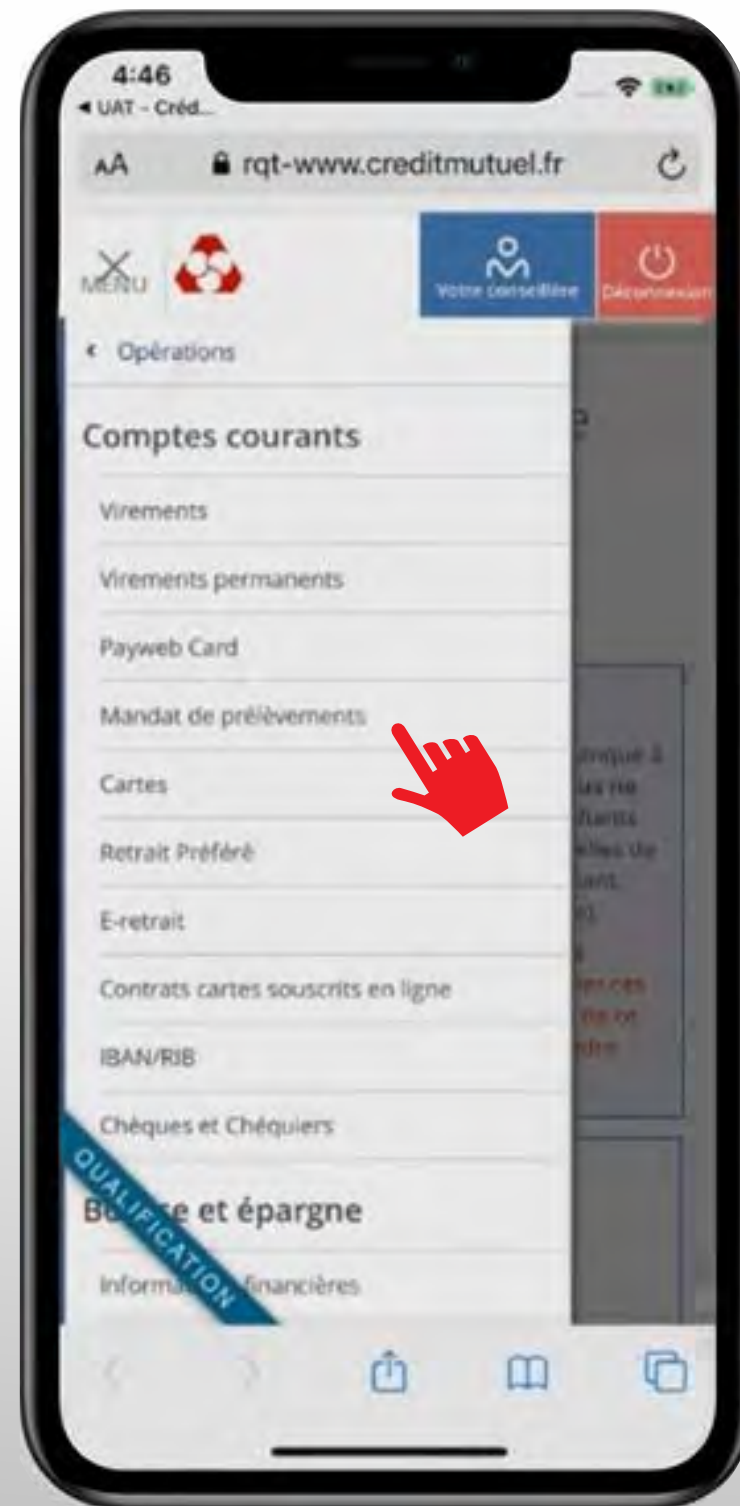 4:46
◀ UAT - Créd...
AA rqt-www.creditmutuel.fr
MENU
Votre conseillère
Déconnexion
< Opérations
Comptes courants
Virements
Virements permanents
Payweb Card
Mandat de prélèvements
Cartes
Retrait Préféré
E-retrait
Contrats cartes souscrits en ligne
IBAN/RIB
Chèques et Chéquiers
QUALIFICATION
et épargne
financières